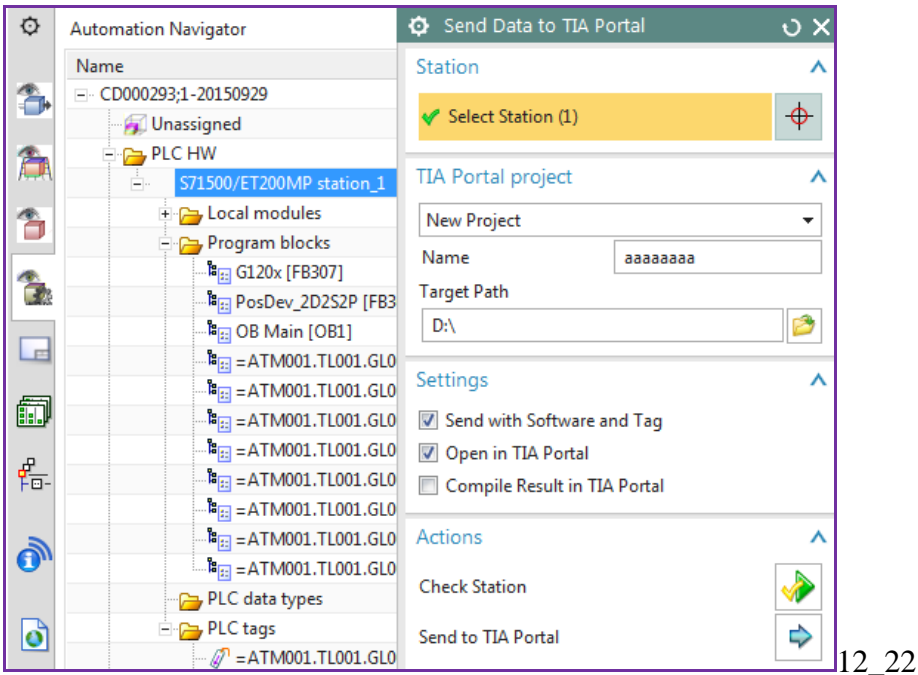 Automation Navigator
Name
CD000293;1-20150929
Unassigned
PLC HW
S71500/ET200MP station_1
Local modules
Program blocks
G120x [FB307]
PosDev_2D2S2P [FB3
OB Main [OB1]
=ATM001.TL001.GL0
=ATM001.TL001.GL0
=ATM001.TL001.GL0
=ATM001.TL001.GL0
=ATM001.TL001.GL0
=ATM001.TL001.GL0
=ATM001.TL001.GL0
=ATM001.TL001.GL0
PLC data types
PLC tags
=ATM001.TL001.GL0
Send Data to TIA Portal
Station
Select Station (1)
TIA Portal project
New Project
Name aaaaaaaa
Target Path
D:\
Settings
Send with Software and Tag
Open in TIA Portal
Compile Result in TIA Portal
Actions
Check Station
Send to TIA Portal
12_22